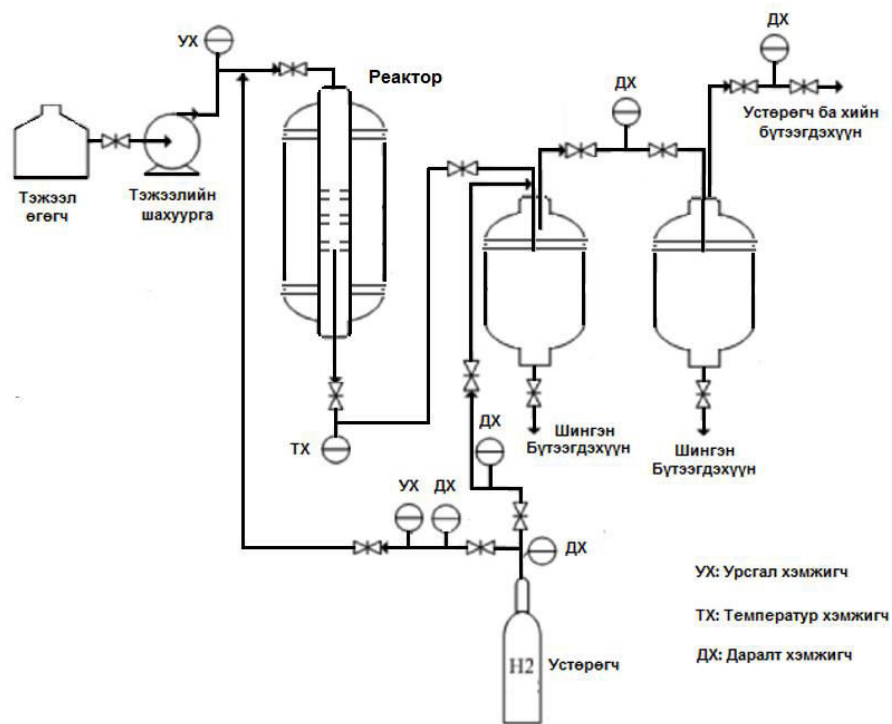 УХ
ДХ
Реактор
ДХ
Устөрөгч ба хийн
бүтээгдэхүүн
Тэжээл
өгөгч
Тэжээлийн
шахуурга
ТХ
ДХ
Шингэн
Бүтээгдэхүүн
Шингэн
Бүтээгдэхүүн
УХ
ДХ
ДХ
H2
Устөрөгч
УХ: Урсгал хэмжигч
ТХ: Температур хэмжигч
ДХ: Даралт хэмжигч